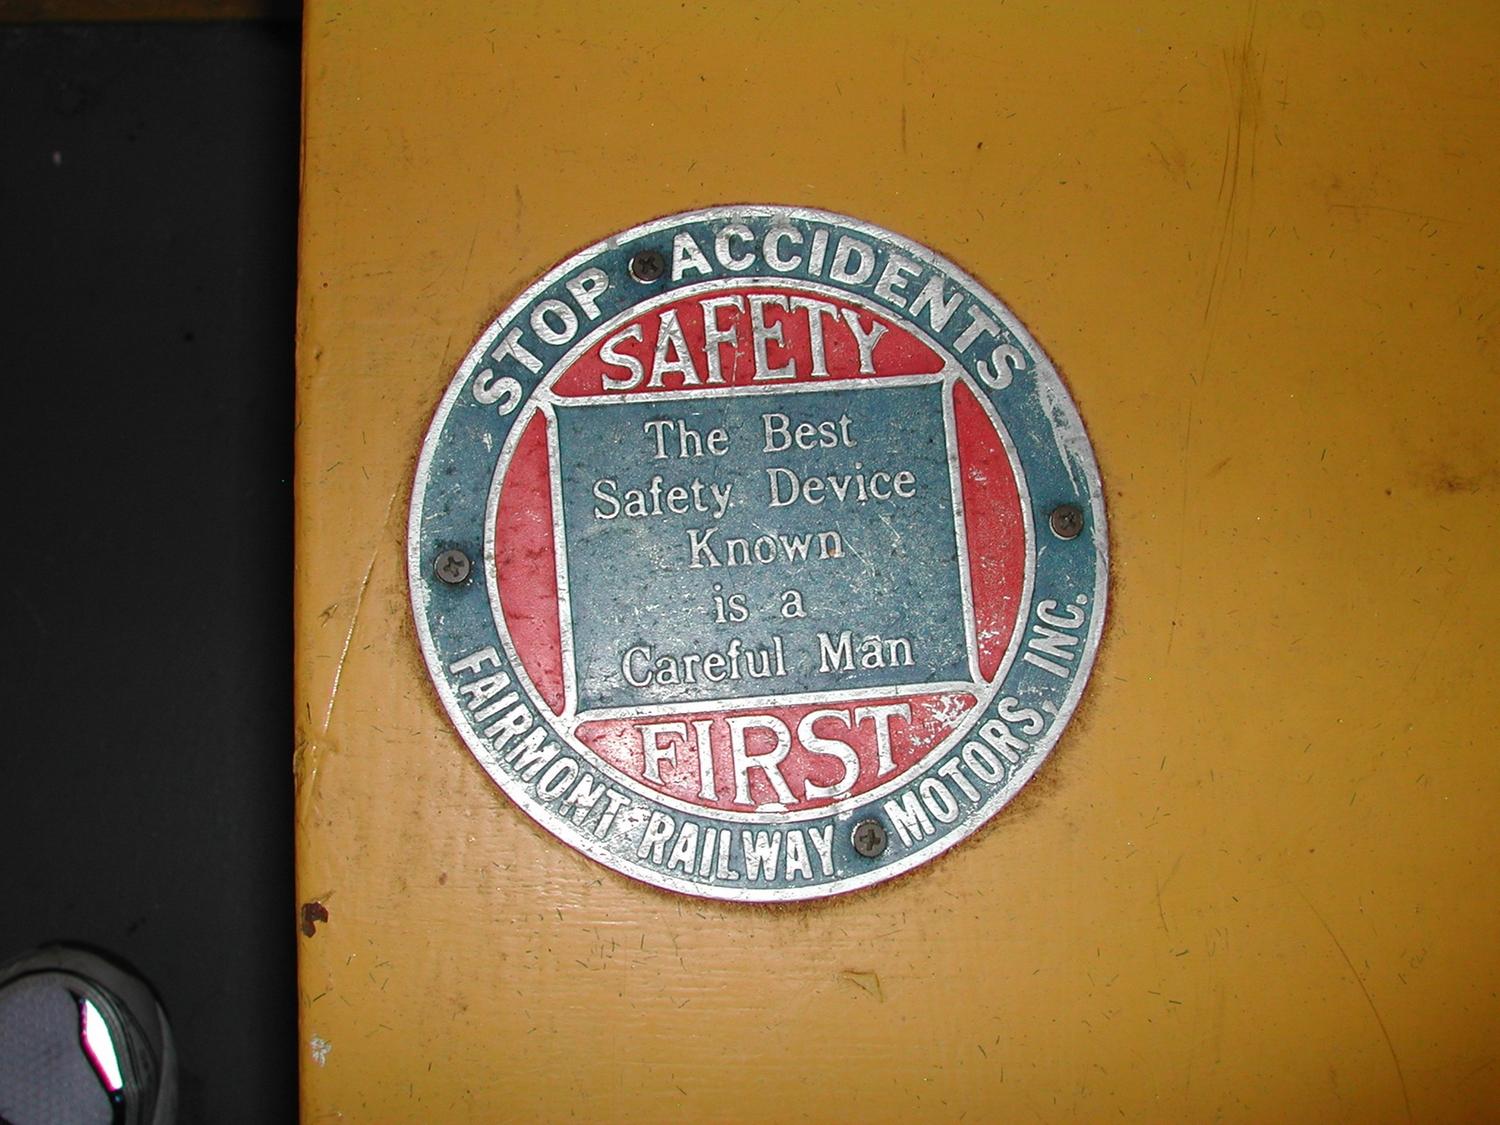 STOP ACCIDENTS
SAFETY
The Best
Safety Device
Known
is a
Careful Man
FIRST
FAIRMONT RAILWAY MOTORS, INC.